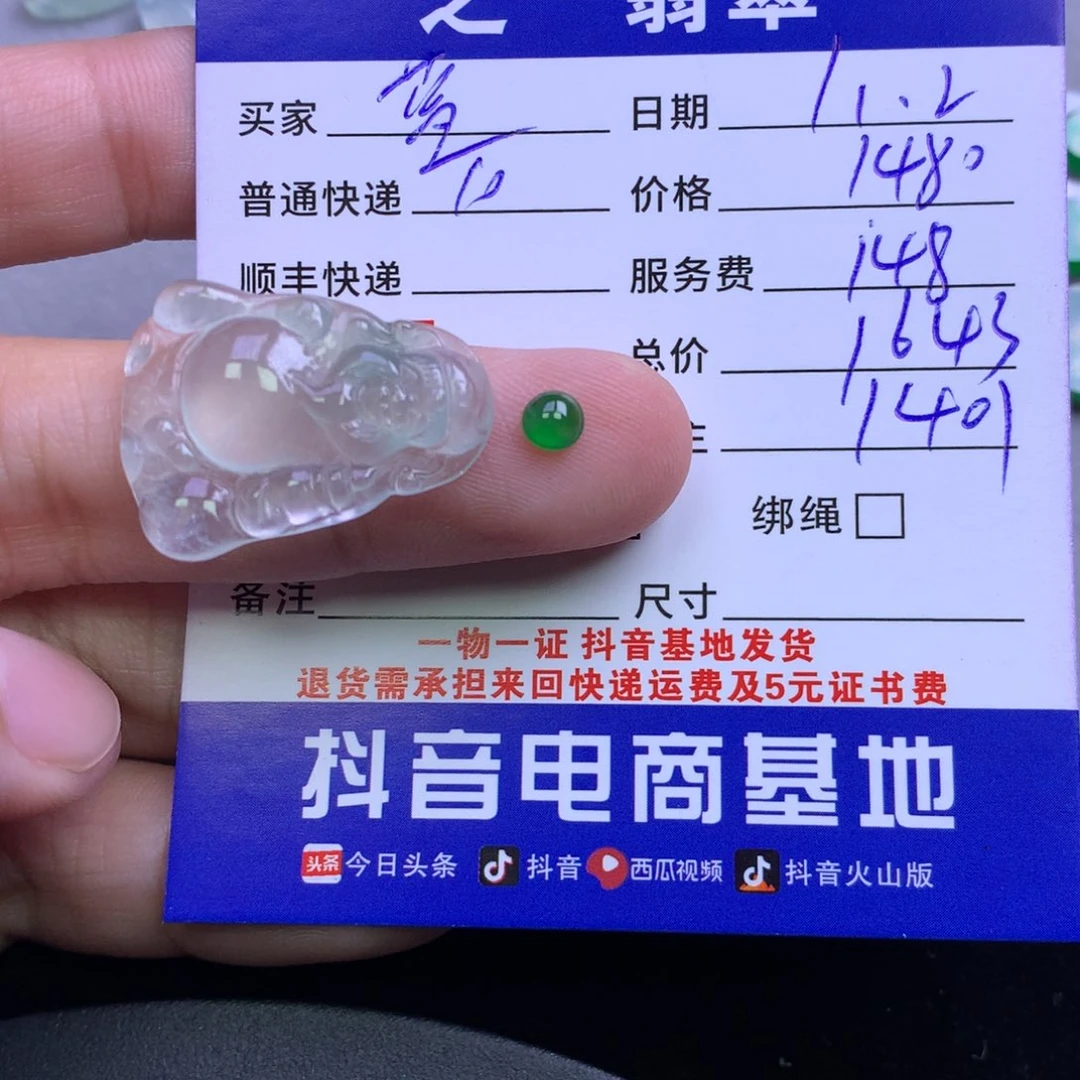 之 翡翠
买家 日期 11.2
普通快递 10 价格 1480
顺丰快递 服务费 148
总价 1643
主 1401
绑绳
备注 尺寸
一物一证 抖音基地发货
退货需承担来回快递运费及5元证书费
抖音电商基地
头条 今日头条 抖音 西瓜视频 抖音火山版